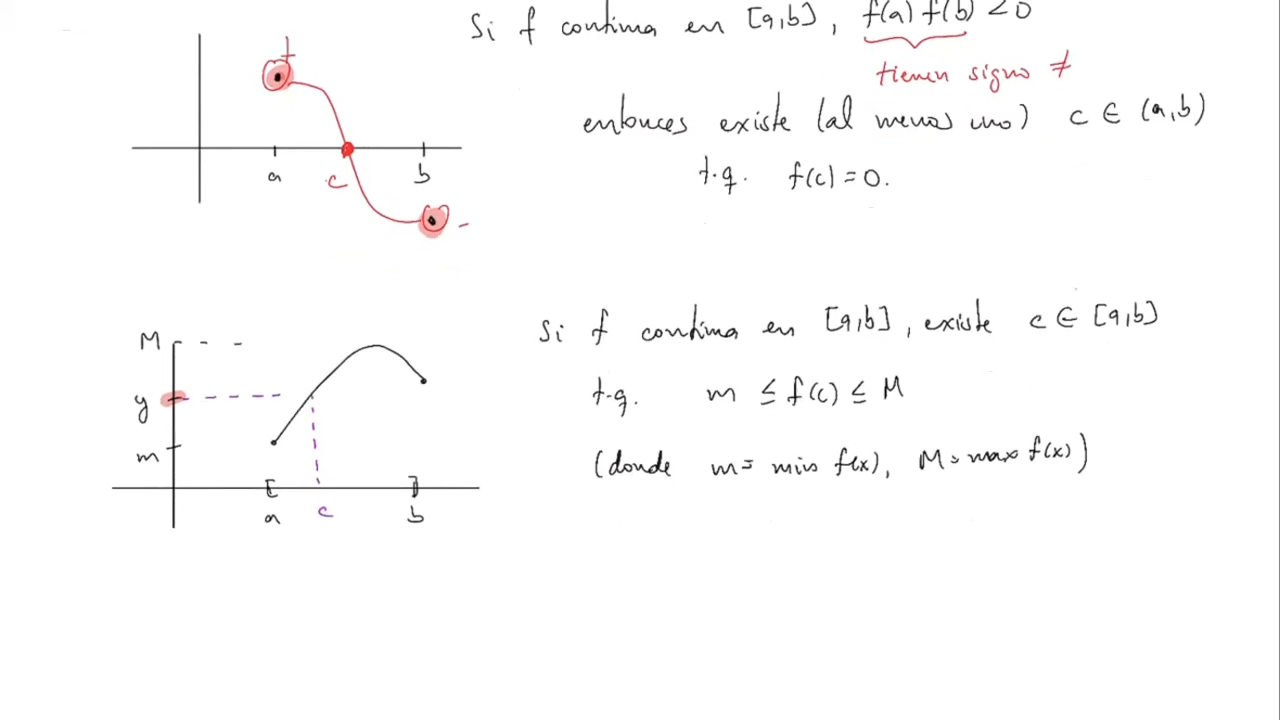 Si f continua en [a,b], f(a) f(b) < 0
tienen signo ≠
entonces existe (al menos uno) c ∈ (a,b)
t.q. f(c) = 0.
+
a c b
-
Si f continua en [a,b], existe c ∈ [a,b]
t.q. m ≤ f(c) ≤ M
(donde m = min f(x), M = max f(x))
M
y
m
[ ]
a c b